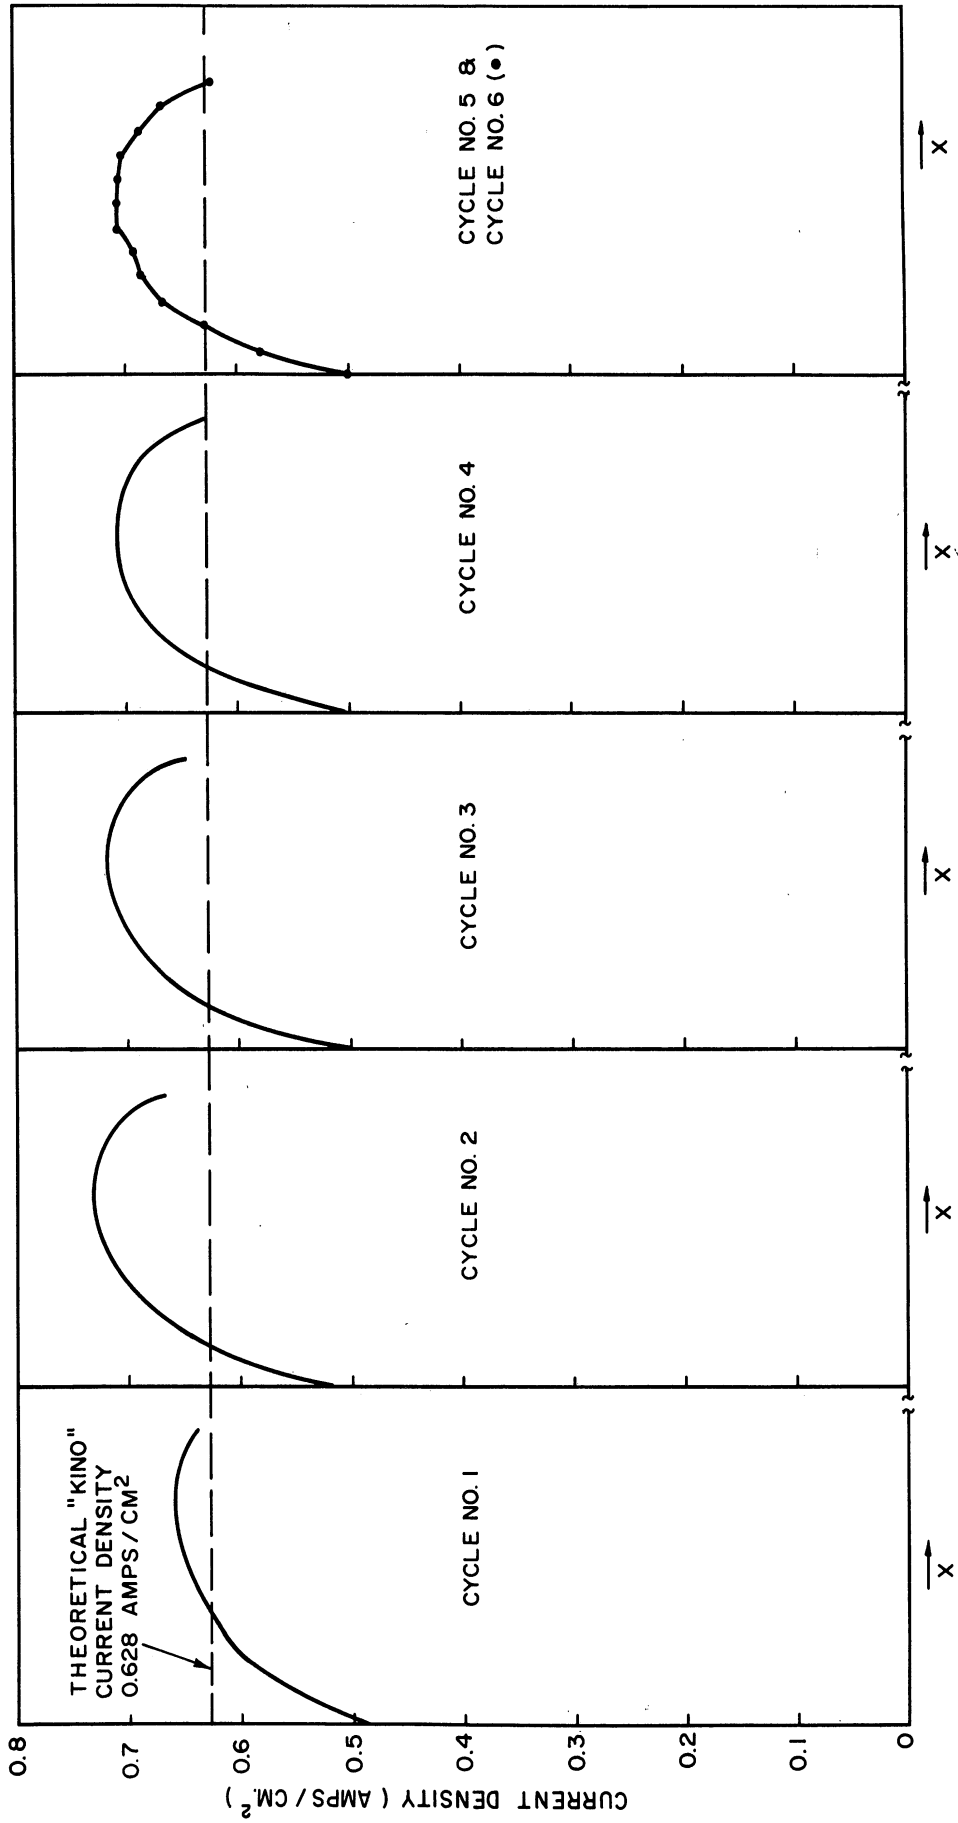 THEORETICAL "KINO"
CURRENT DENSITY
0.628 AMPS/CM²
CURRENT DENSITY (AMPS/CM.²)
0.8
0.7
0.6
0.5
0.4
0.3
0.2
0.1
0
CYCLE NO. 1
X
CYCLE NO. 2
X
CYCLE NO. 3
X
CYCLE NO. 4
X
CYCLE NO. 5 &
CYCLE NO. 6 (•)
X